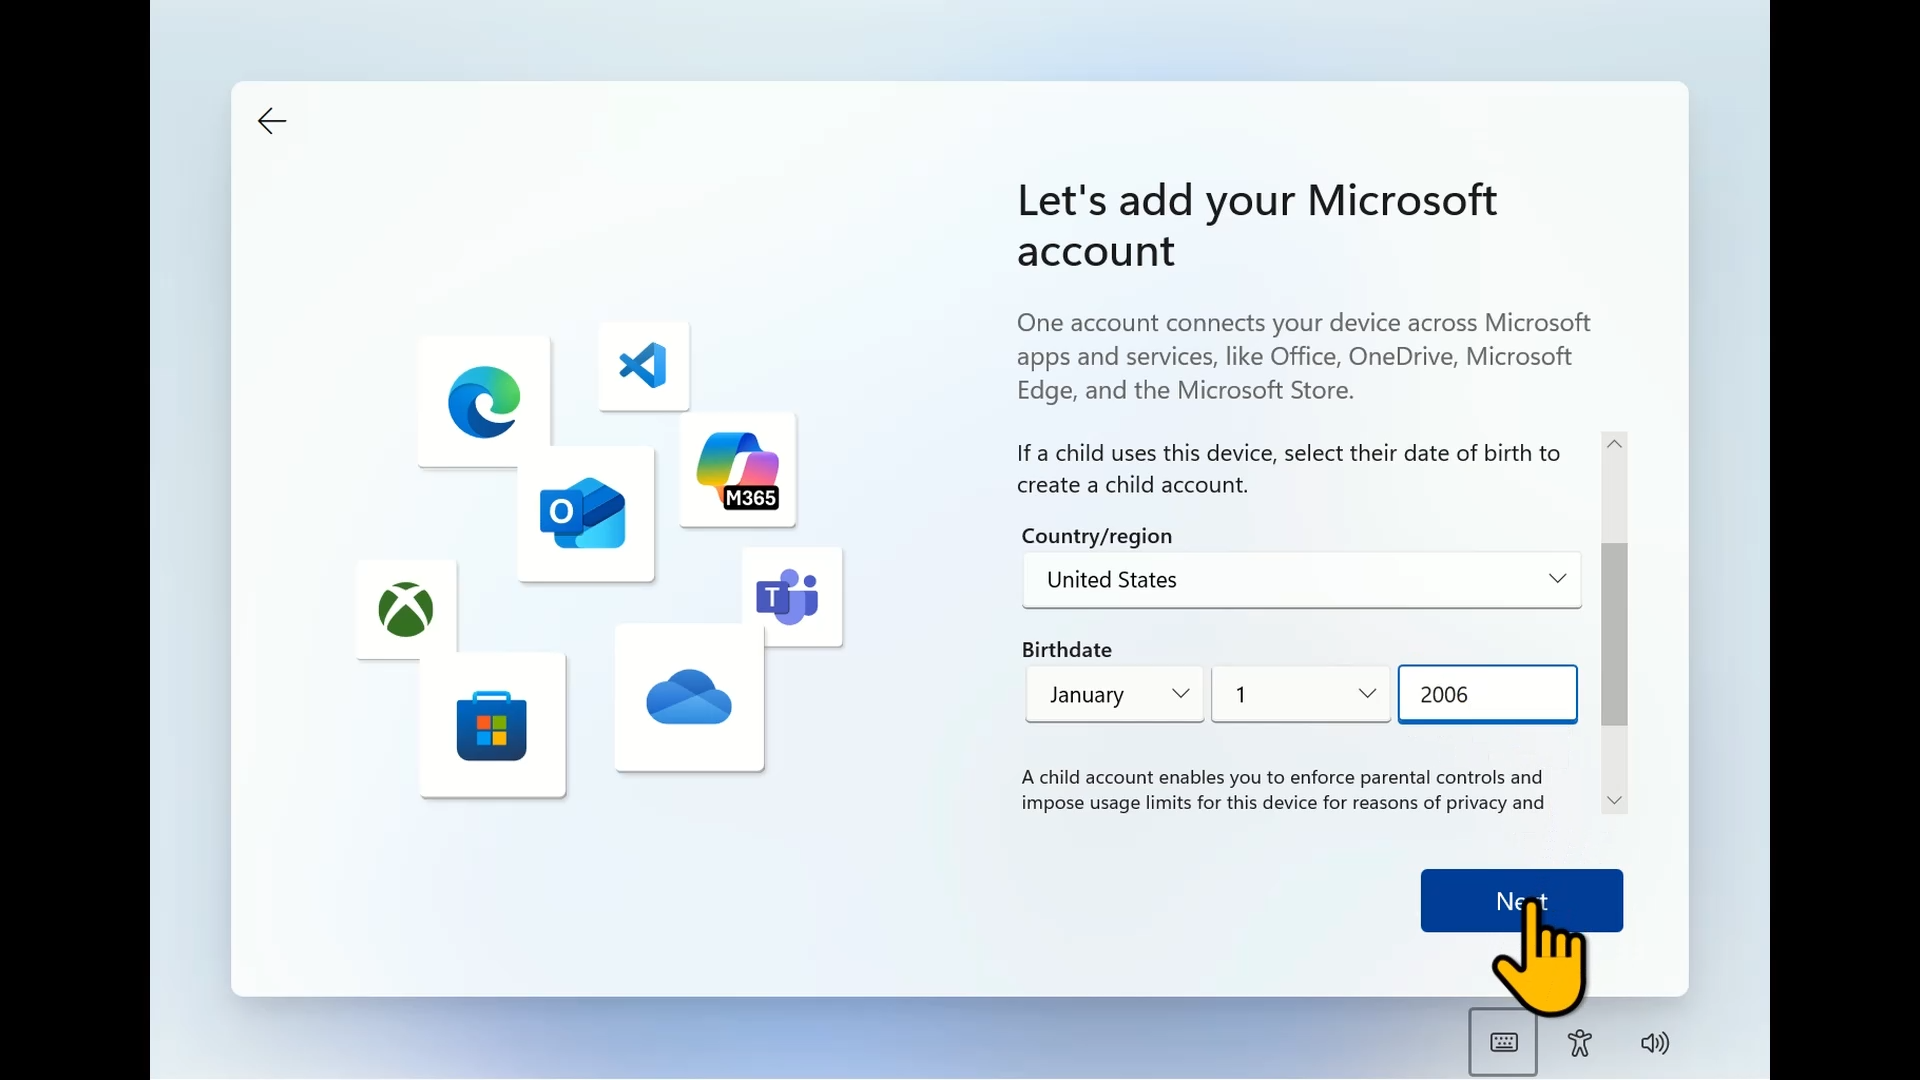 Let's add your Microsoft
account
One account connects your device across Microsoft
apps and services, like Office, OneDrive, Microsoft
Edge, and the Microsoft Store.
If a child uses this device, select their date of birth to
create a child account.
Country/region
United States
Birthdate
January
1
2006
A child account enables you to enforce parental controls and
impose usage limits for this device for reasons of privacy and
Next
M365
O
T